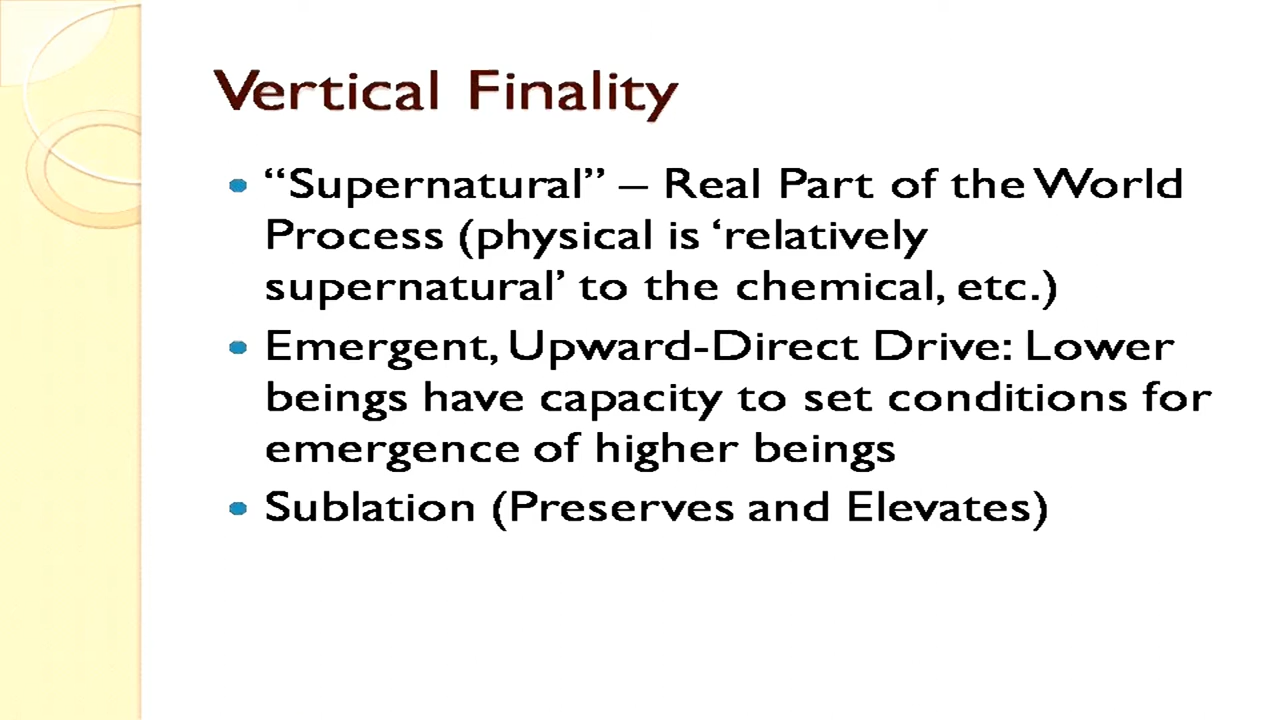 Vertical Finality
“Supernatural” – Real Part of the World
Process (physical is ‘relatively
supernatural’ to the chemical, etc.)
Emergent, Upward-Direct Drive: Lower
beings have capacity to set conditions for
emergence of higher beings
Sublation (Preserves and Elevates)